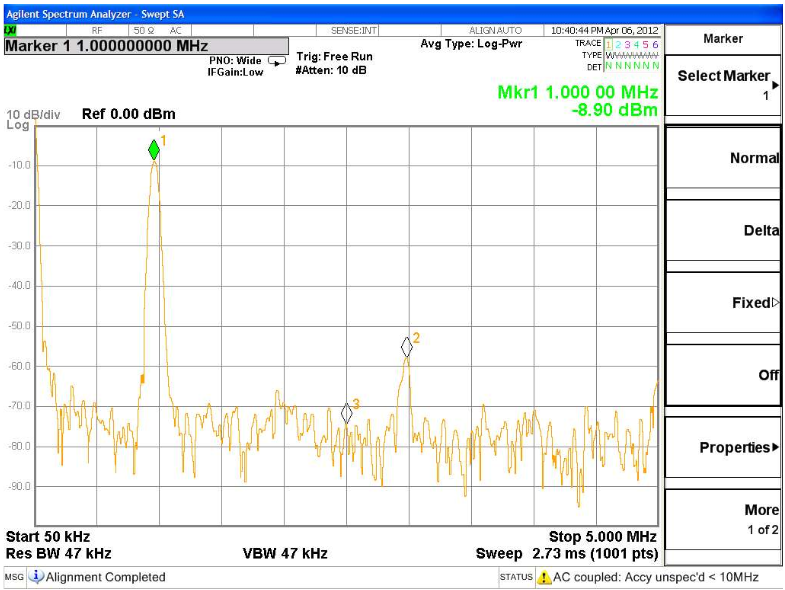 Agilent Spectrum Analyzer - Swept SA
LXI RF 50 Ω AC SENSE:INT ALIGN AUTO 10:40:44 PM Apr 06, 2012
Marker 1 1.000000000 MHz
PNO: Wide
IFGain:Low
Trig: Free Run
#Atten: 10 dB
Avg Type: Log-Pwr
TRACE 1 2 3 4 5 6
TYPE W
DET N N N N N N
Mkr1 1.000 00 MHz
-8.90 dBm
10 dB/div Ref 0.00 dBm
Log
1
-10.0
-20.0
-30.0
-40.0
-50.0
2
-60.0
3
-70.0
-80.0
-90.0
Start 50 kHz Stop 5.000 MHz
Res BW 47 kHz VBW 47 kHz Sweep 2.73 ms (1001 pts)
MSG Alignment Completed STATUS AC coupled: Accy unspec'd < 10MHz
Marker
Select Marker
1
Normal
Delta
Fixed
Off
Properties
More
1 of 2